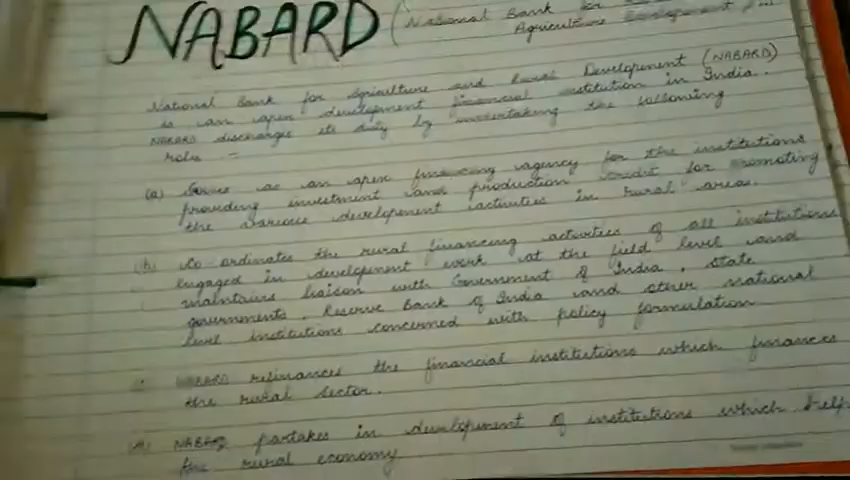 NABARD (National Bank for
Agriculture Development
National Bank for Agriculture and Rural Development (NABARD)
is an apex development financial institution in India.
NABARD discharges its duty by undertaking the following
roles :-
(a) Serves as an apex financing agency for the institutions
providing investment and production credit for promoting
the various development activities in rural areas.
(b) Co ordinates the rural financing activities of all institutions
engaged in development work at the field level and
maintains liaison with Government of India, State
governments, Reserve Bank of India and other national
level institutions concerned with policy formulation
NABARD refinances the financial institutions which finances
the rural sector.
NABARD partakes in development of institutions which help
the rural economy